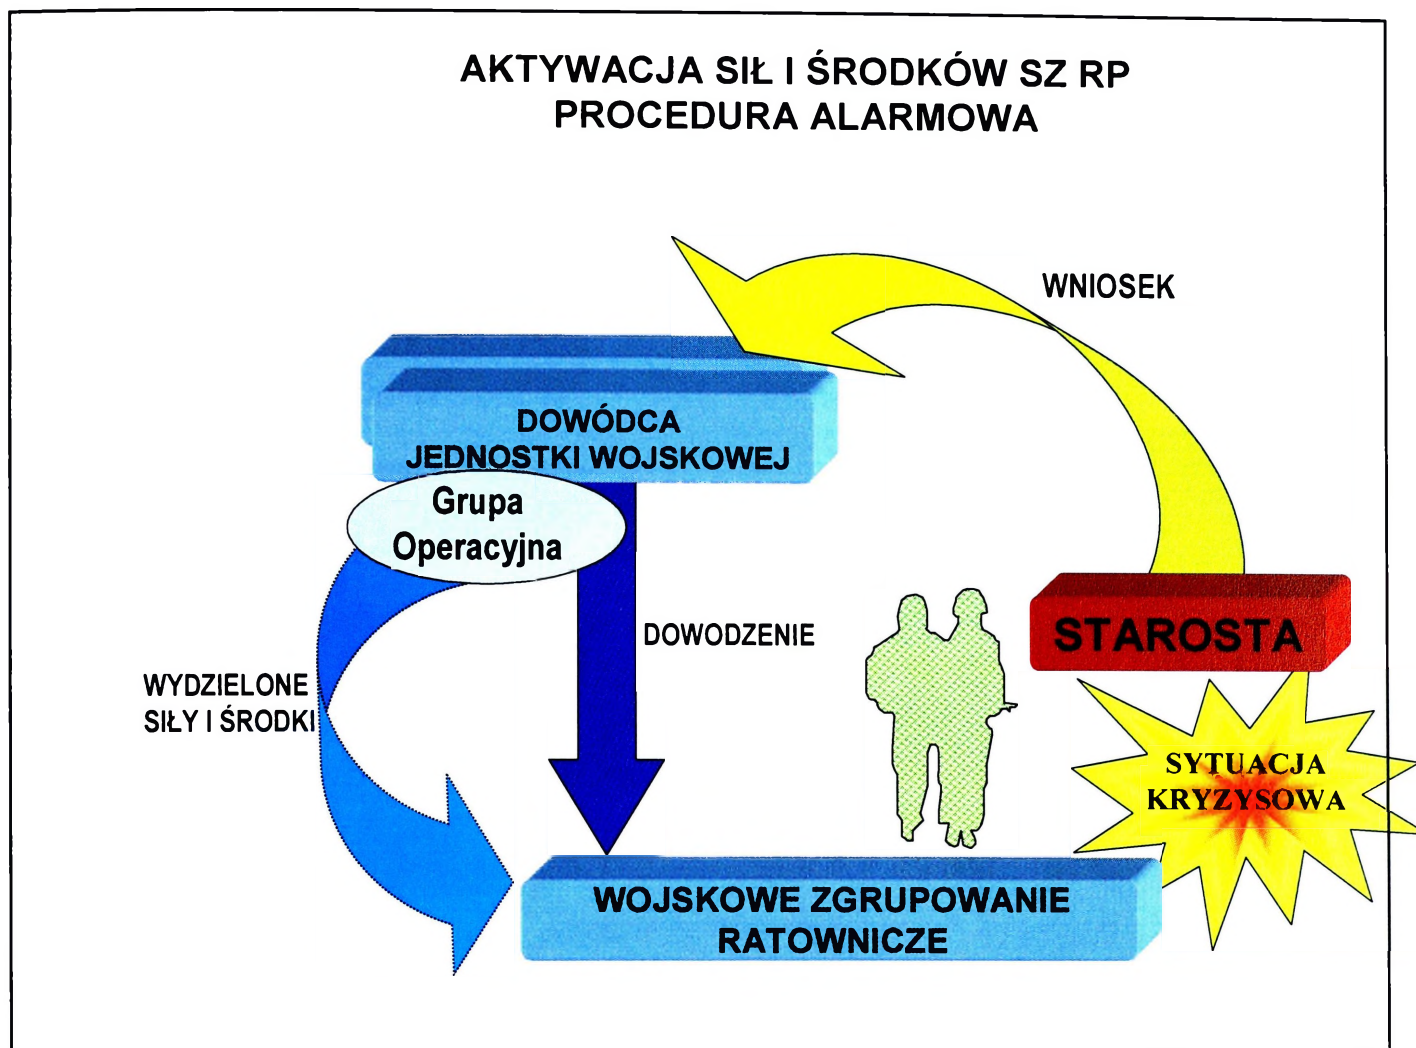 AKTYWACJA SIŁ I ŚRODKÓW SZ RP
PROCEDURA ALARMOWA
WNIOSEK
DOWÓDCA
JEDNOSTKI WOJSKOWEJ
Grupa
Operacyjna
DOWODZENIE
STAROSTA
WYDZIELONE
SIŁY I ŚRODKI
SYTUACJA
KRYZYSOWA
WOJSKOWE ZGRUPOWANIE
RATOWNICZE